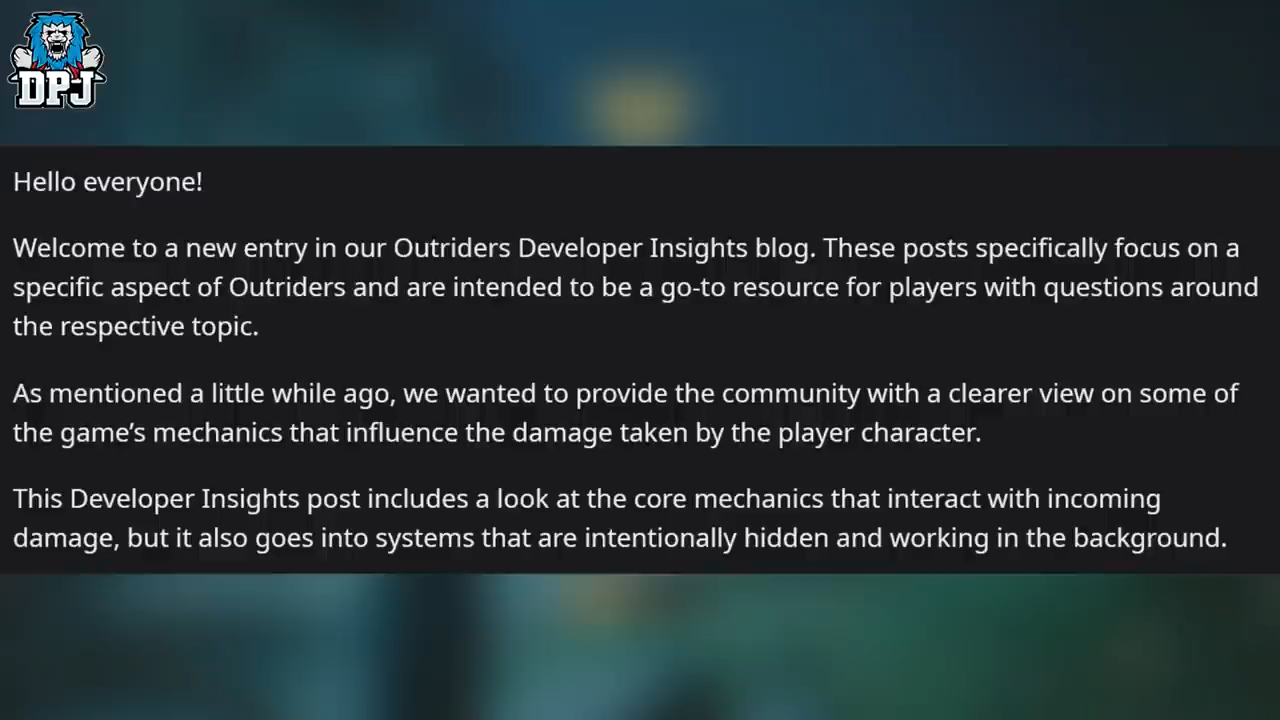 DPJ
Hello everyone!
Welcome to a new entry in our Outriders Developer Insights blog. These posts specifically focus on a
specific aspect of Outriders and are intended to be a go-to resource for players with questions around
the respective topic.
As mentioned a little while ago, we wanted to provide the community with a clearer view on some of
the game’s mechanics that influence the damage taken by the player character.
This Developer Insights post includes a look at the core mechanics that interact with incoming
damage, but it also goes into systems that are intentionally hidden and working in the background.